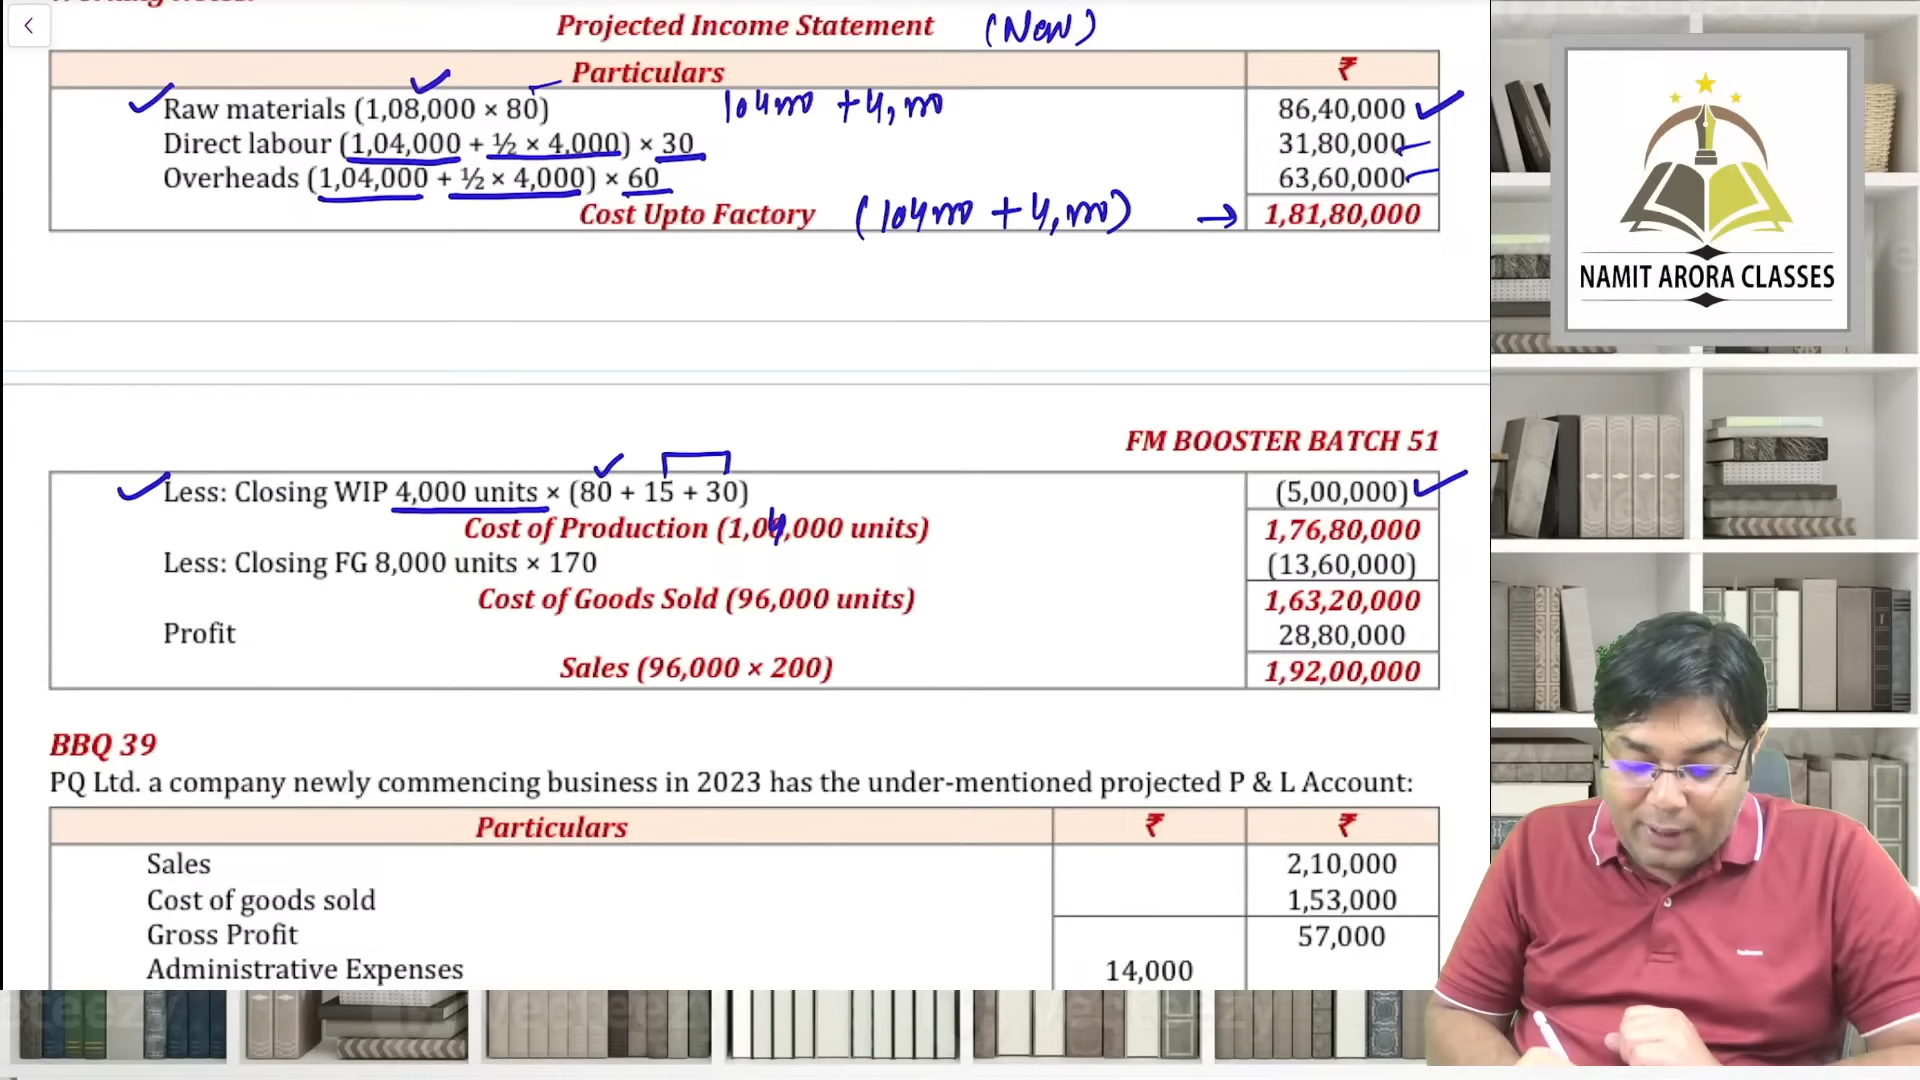 Projected Income Statement (New)
Particulars ₹
Raw materials (1,08,000 × 80) 104000 + 4,000 86,40,000
Direct labour (1,04,000 + ½ × 4,000) × 30 31,80,000
Overheads (1,04,000 + ½ × 4,000) × 60 63,60,000
Cost Upto Factory (104000 + 4,000) → 1,81,80,000
FM BOOSTER BATCH 51
Less: Closing WIP 4,000 units × (80 + 15 + 30) (5,00,000)
Cost of Production (1,04,000 units) 1,76,80,000
Less: Closing FG 8,000 units × 170 (13,60,000)
Cost of Goods Sold (96,000 units) 1,63,20,000
Profit 28,80,000
Sales (96,000 × 200) 1,92,00,000
BBQ 39
PQ Ltd. a company newly commencing business in 2023 has the under-mentioned projected P & L Account:
Particulars ₹ ₹
Sales 2,10,000
Cost of goods sold 1,53,000
Gross Profit 57,000
Administrative Expenses 14,000
NAMIT ARORA CLASSES